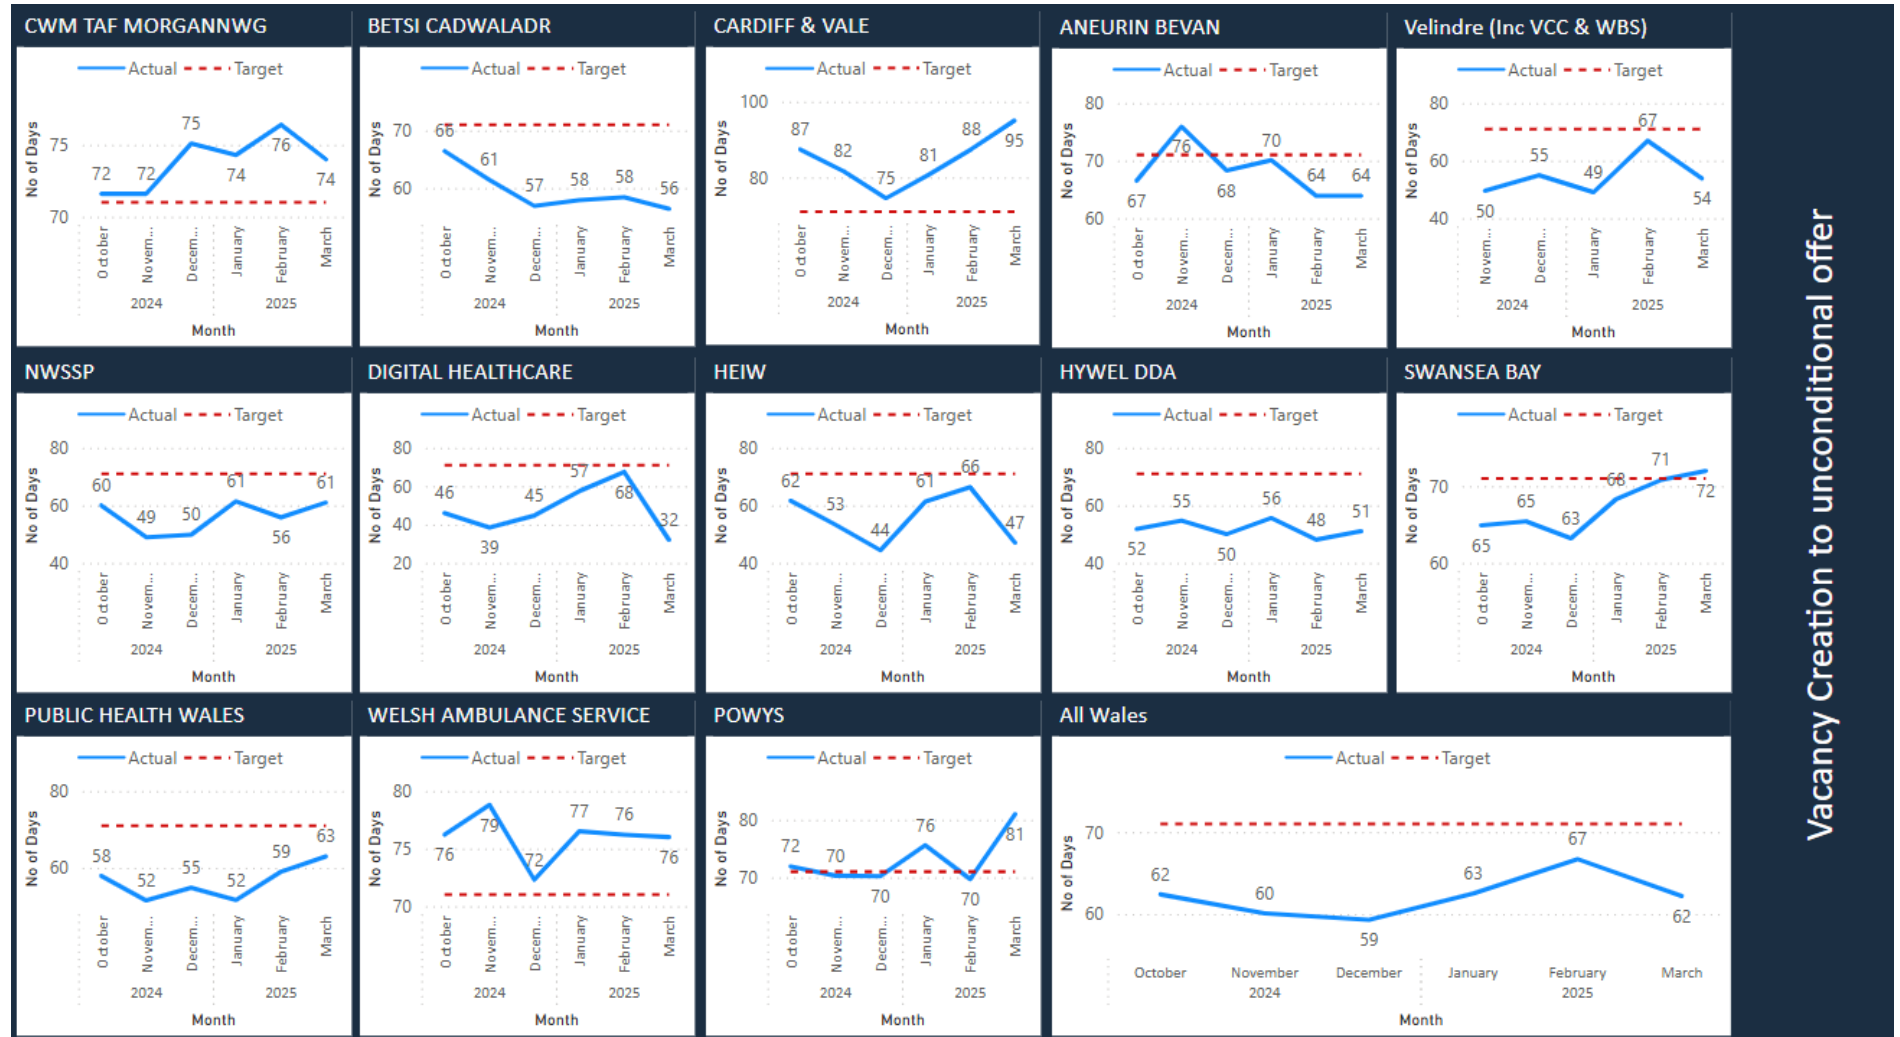 CWM TAF MORGANNWG
Actual Target
No of Days
75
70
72 72 75 74 76 74
October Novem... Decem... January February March
2024 2025
Month
BETSI CADWALADR
Actual Target
No of Days
70
60
66 61 57 58 58 56
October Novem... Decem... January February March
2024 2025
Month
CARDIFF & VALE
Actual Target
No of Days
100
80
87 82 75 81 88 95
October Novem... Decem... January February March
2024 2025
Month
ANEURIN BEVAN
Actual Target
No of Days
80
70
60
67 76 68 70 64 64
October Novem... Decem... January February March
2024 2025
Month
Velindre (Inc VCC & WBS)
Actual Target
No of Days
80
60
40
50 55 49 67 54
Novem... Decem... January February March
2024 2025
Month
NWSSP
Actual Target
No of Days
80
60
40
60 49 50 61 56 61
October Novem... Decem... January February March
2024 2025
Month
DIGITAL HEALTHCARE
Actual Target
No of Days
80
60
40
20
46 39 45 57 68 32
October Novem... Decem... January February March
2024 2025
Month
HEIW
Actual Target
No of Days
80
60
40
62 53 44 61 66 47
October Novem... Decem... January February March
2024 2025
Month
HYWEL DDA
Actual Target
No of Days
80
60
40
52 55 50 56 48 51
October Novem... Decem... January February March
2024 2025
Month
SWANSEA BAY
Actual Target
No of Days
70
60
65 65 63 68 71 72
October Novem... Decem... January February March
2024 2025
Month
PUBLIC HEALTH WALES
Actual Target
No of Days
80
60
58 52 55 52 59 63
October Novem... Decem... January February March
2024 2025
Month
WELSH AMBULANCE SERVICE
Actual Target
No of Days
80
75
70
76 79 72 77 76 76
October Novem... Decem... January February March
2024 2025
Month
POWYS
Actual Target
No of Days
80
70
72 70 70 76 70 81
October Novem... Decem... January February March
2024 2025
Month
All Wales
Actual Target
No of Days
70
60
62 60 59 63 67 62
October November December January February March
2024 2025
Month
Vacancy Creation to unconditional offer